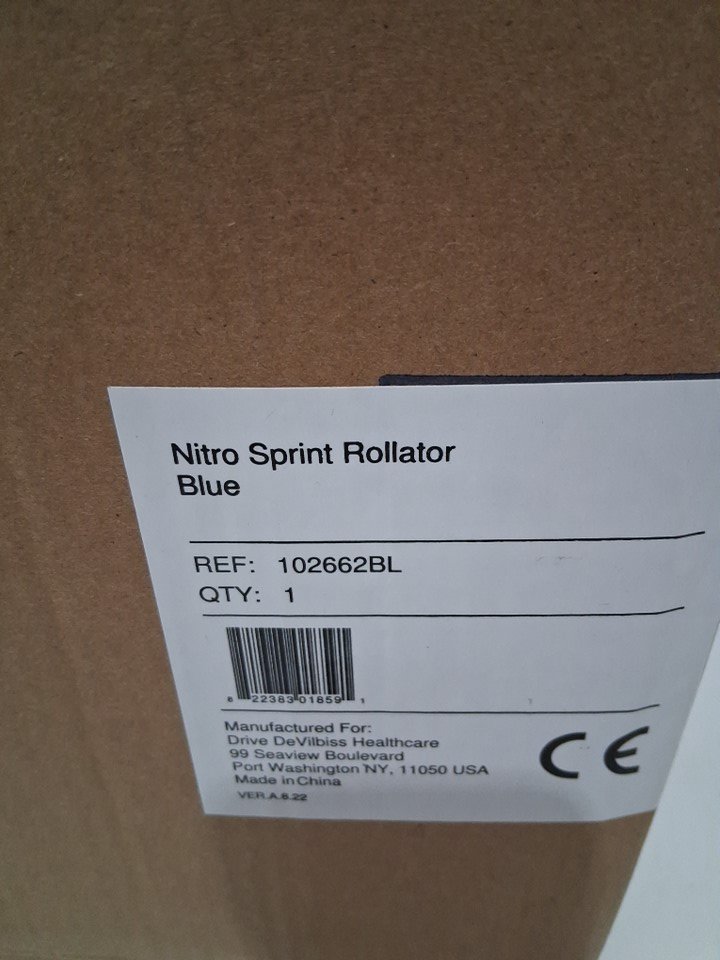 Nitro Sprint Rollator
Blue
REF: 102662BL
QTY: 1
8 22383 01859 1
Manufactured For:
Drive DeVilbiss Healthcare
99 Seaview Boulevard
Port Washington NY, 11050 USA
Made in China
VER.A.8.22
CE